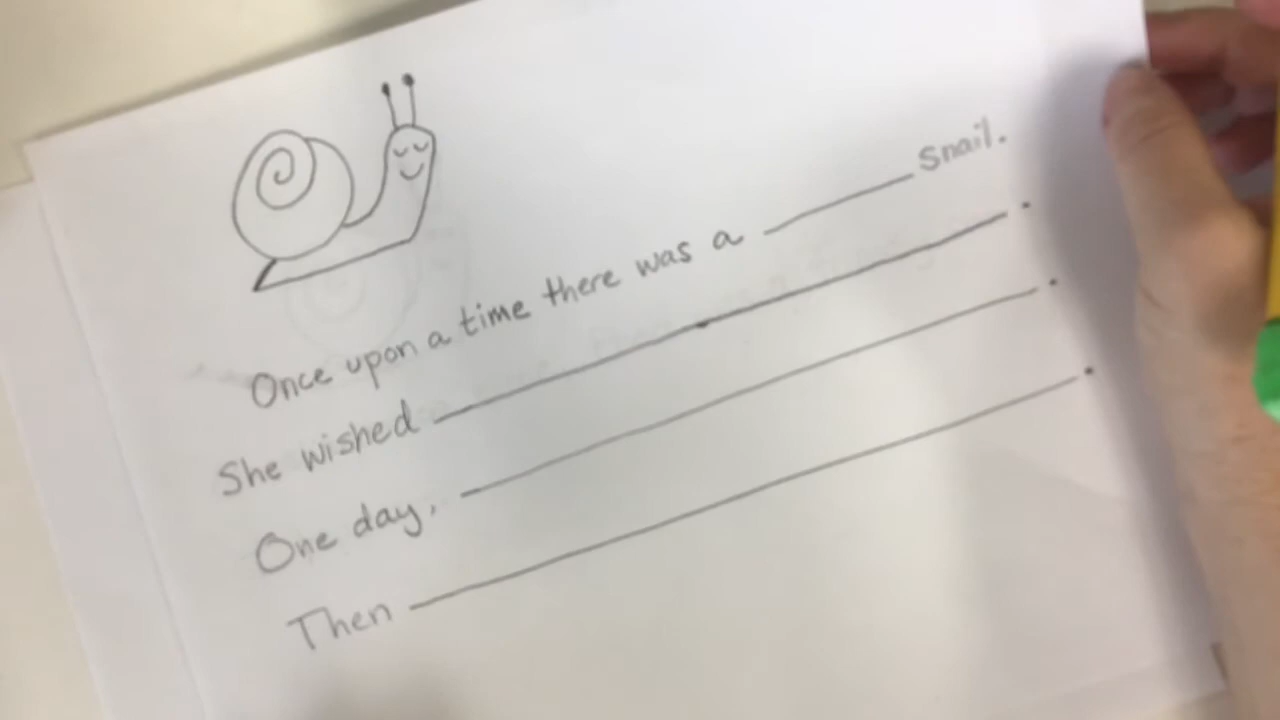 Once upon a time there was a ______ snail.
She wished ______.
One day, ______.
Then ______.